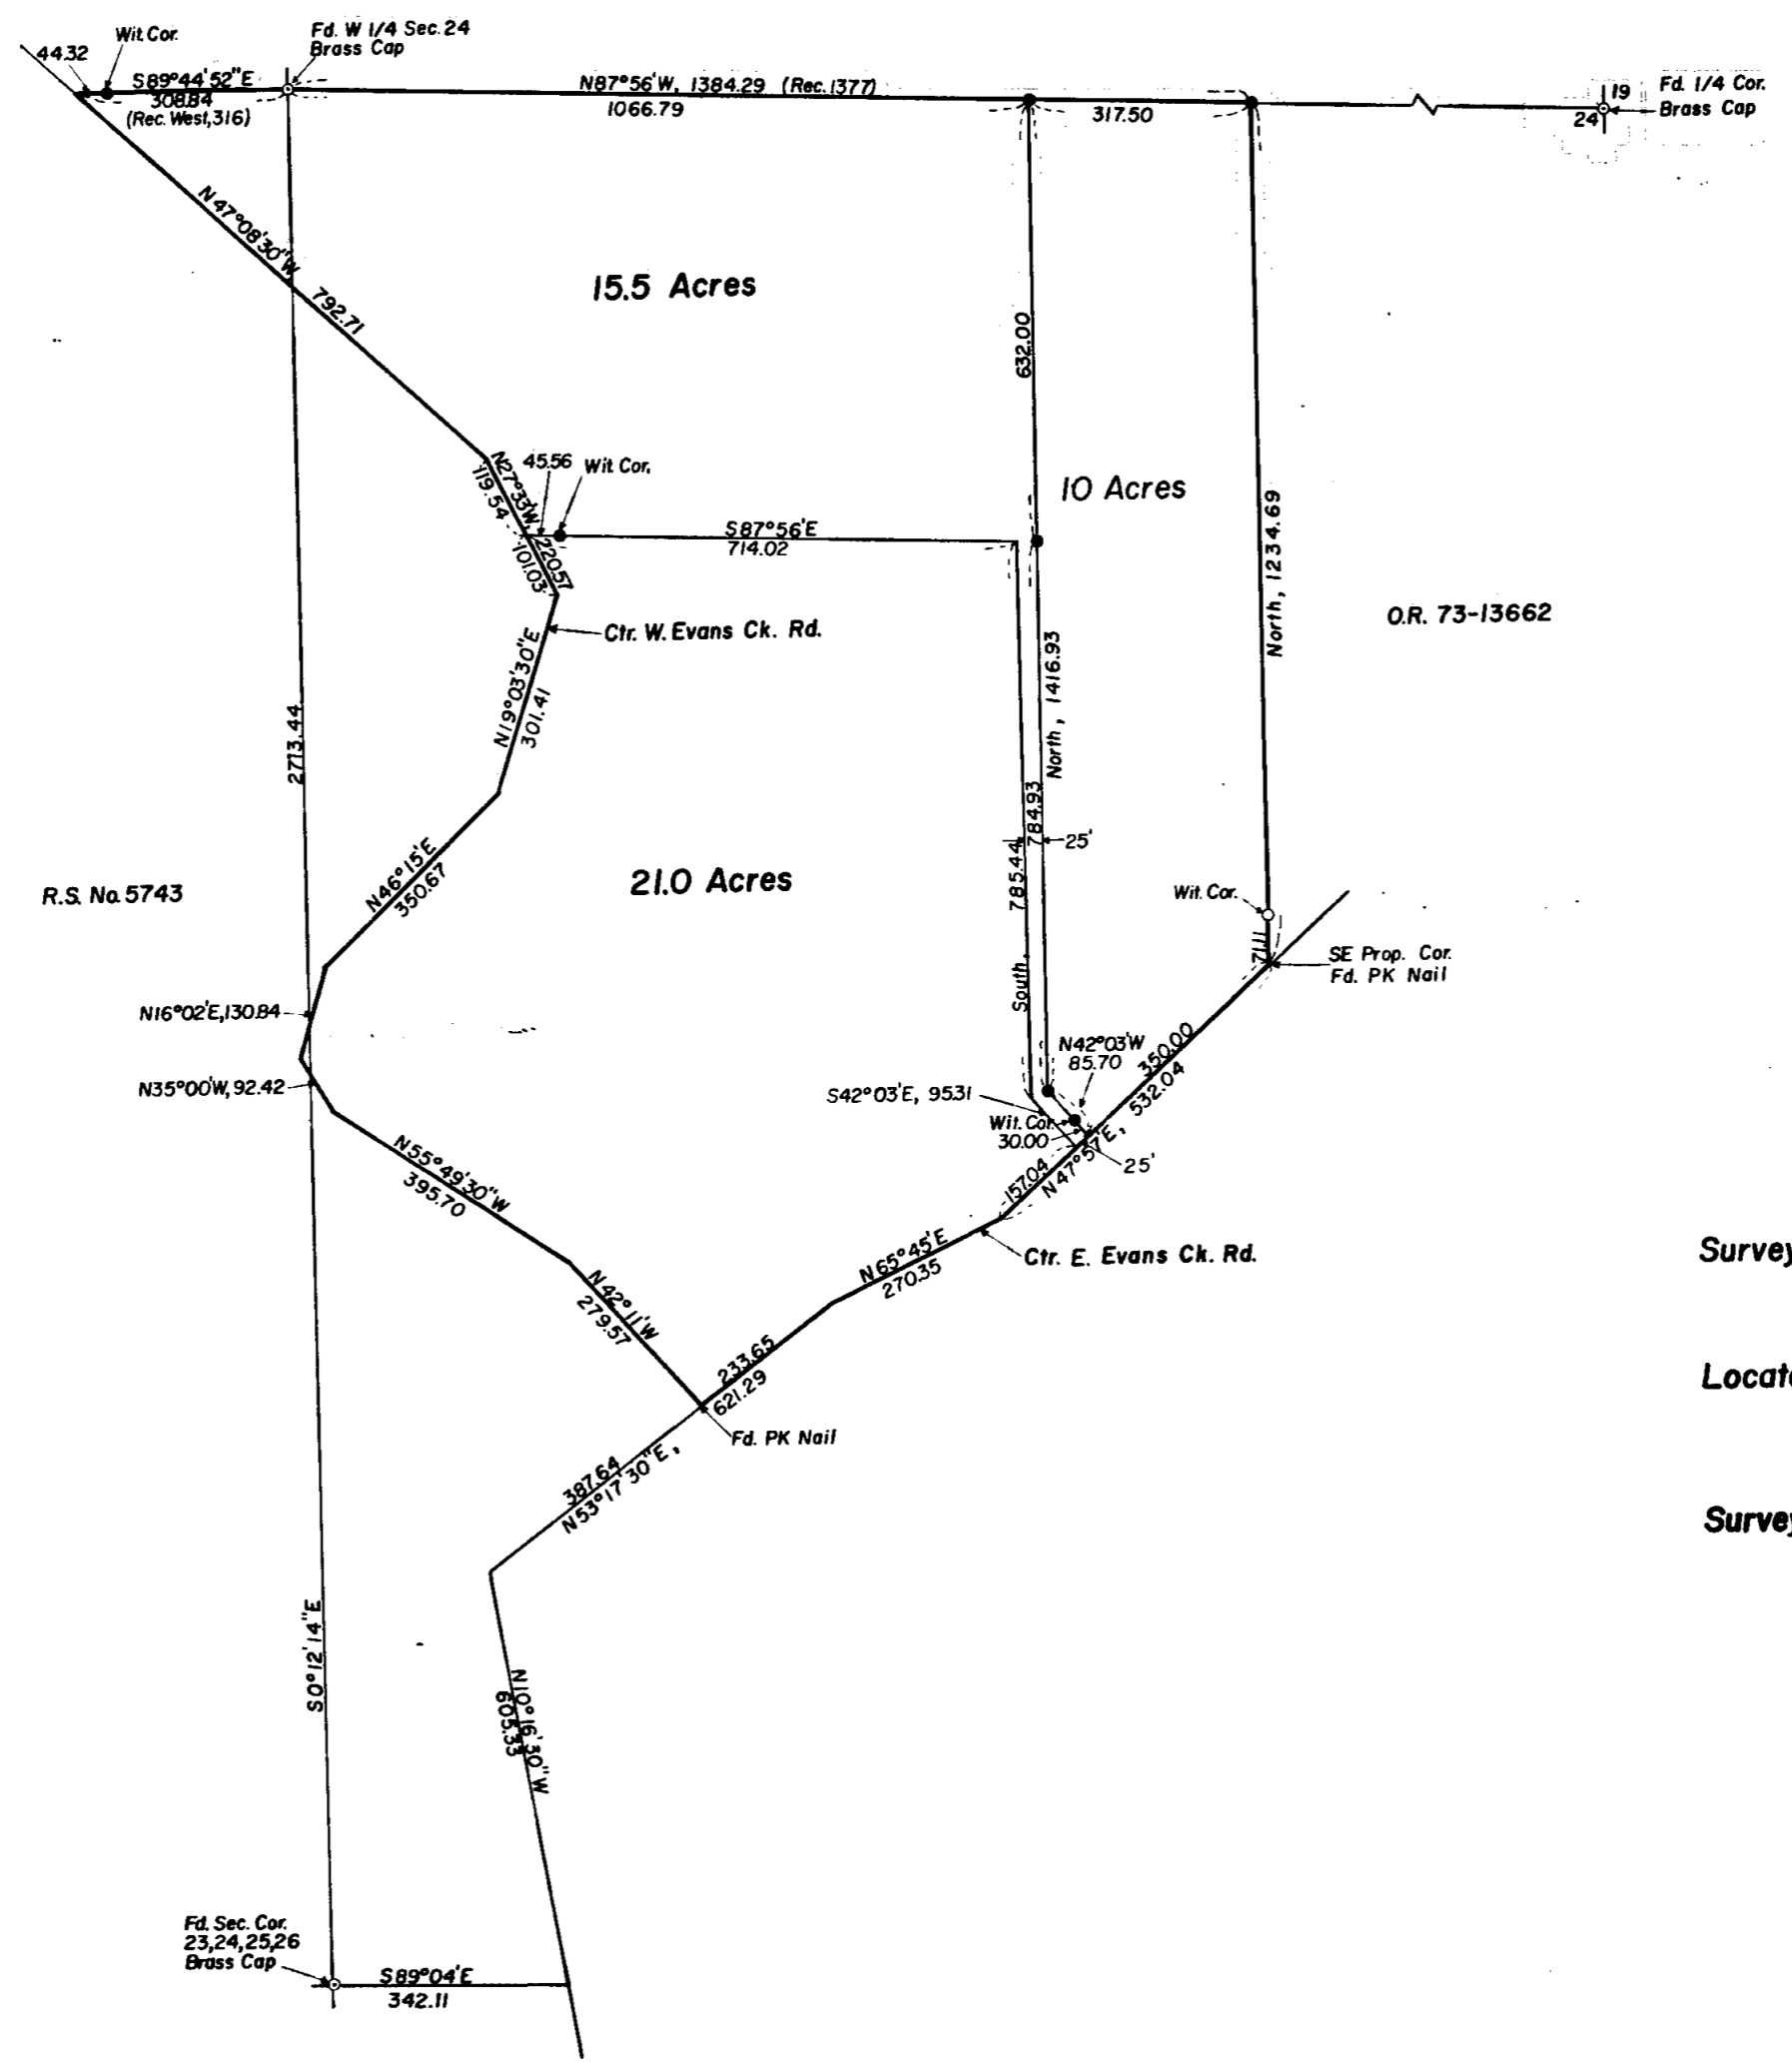 Wit. Cor.
44.32
Fd. W 1/4 Sec. 24
Brass Cap
S89°44'52"E
308.84
(Rec. West, 316)
N87°56'W, 1384.29 (Rec. 1377)
1066.79
317.50
19
24
Fd. 1/4 Cor.
Brass Cap
N47°08'30"W
792.71
15.5 Acres
632.00
N27°33'W, 220.57
119.54
101.03
45.56
Wit. Cor.
S87°56'E
714.02
10 Acres
North, 1234.69
O.R. 73-13662
Ctr. W. Evans Ck. Rd.
N19°03'30"E
301.41
2713.44
North, 1416.93
784.93
25'
South, 785.44
R.S. No. 5743
N46°15'E
350.67
21.0 Acres
Wit. Cor.
71.11
SE Prop. Cor.
Fd. PK Nail
N16°02'E, 130.84
N35°00'W, 92.42
N42°03'W
85.70
S42°03'E, 95.31
Wit. Cor.
30.00
350.00
N47°57'E, 532.04
25'
157.04
N55°49'30"W
395.70
N65°45'E
270.35
Ctr. E. Evans Ck. Rd.
Survey
N42°11'W
279.57
233.65
621.29
Locate
Fd. PK Nail
387.64
N53°17'30"E,
Survey
S0°12'14"E
N10°16'30"W
605.33
Fd. Sec. Cor.
23,24,25,26
Brass Cap
S89°04'E
342.11